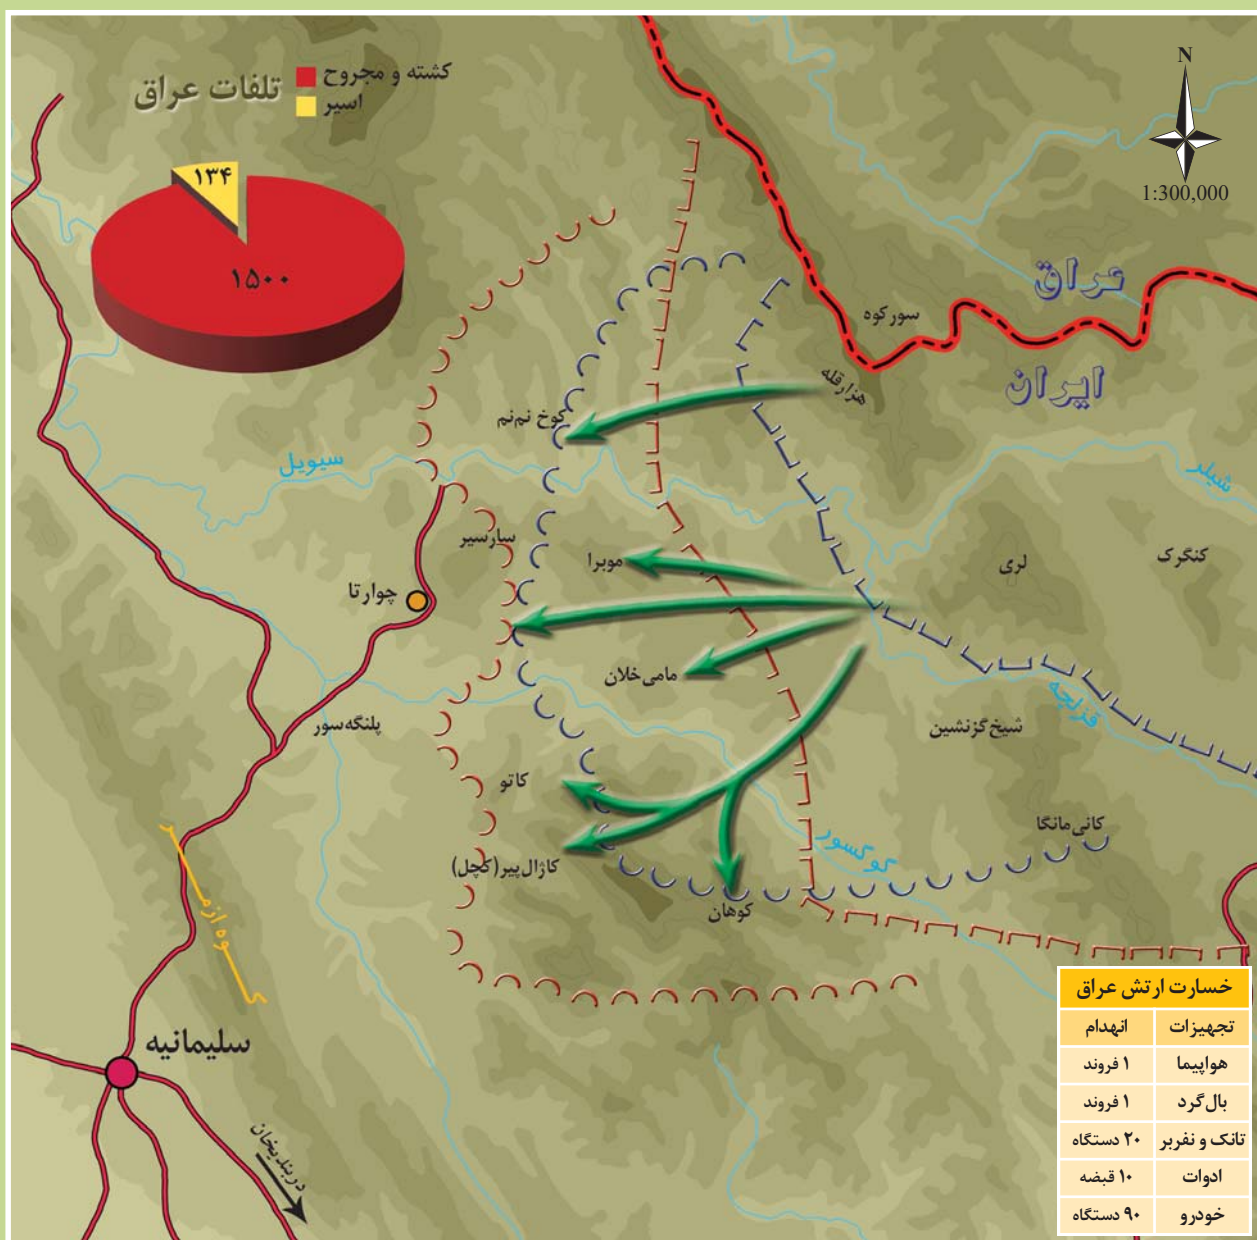 تلفات عراق
کشته و مجروح
اسیر
۱۳۴
۱۵۰۰
N
1:300,000
عراق
ایران
سورکوه
هزارقله
کوخ نم‌نم
سیویل
شیلر
سارسیر
موبرا
لری
کنگرک
چوارتا
مامی‌خلان
قزلچه
شیخ گزنشین
پلنگه‌سور
کاتو
کانی‌مانگا
گوکسور
کاژال‌پیر(کچل)
کوهان
کوه ازمر
سلیمانیه
دربندیخان
خسارت ارتش عراق
تجهیزات انهدام
هواپیما ۱ فروند
بال‌گرد ۱ فروند
تانک و نفربر ۲۰ دستگاه
ادوات ۱۰ قبضه
خودرو ۹۰ دستگاه